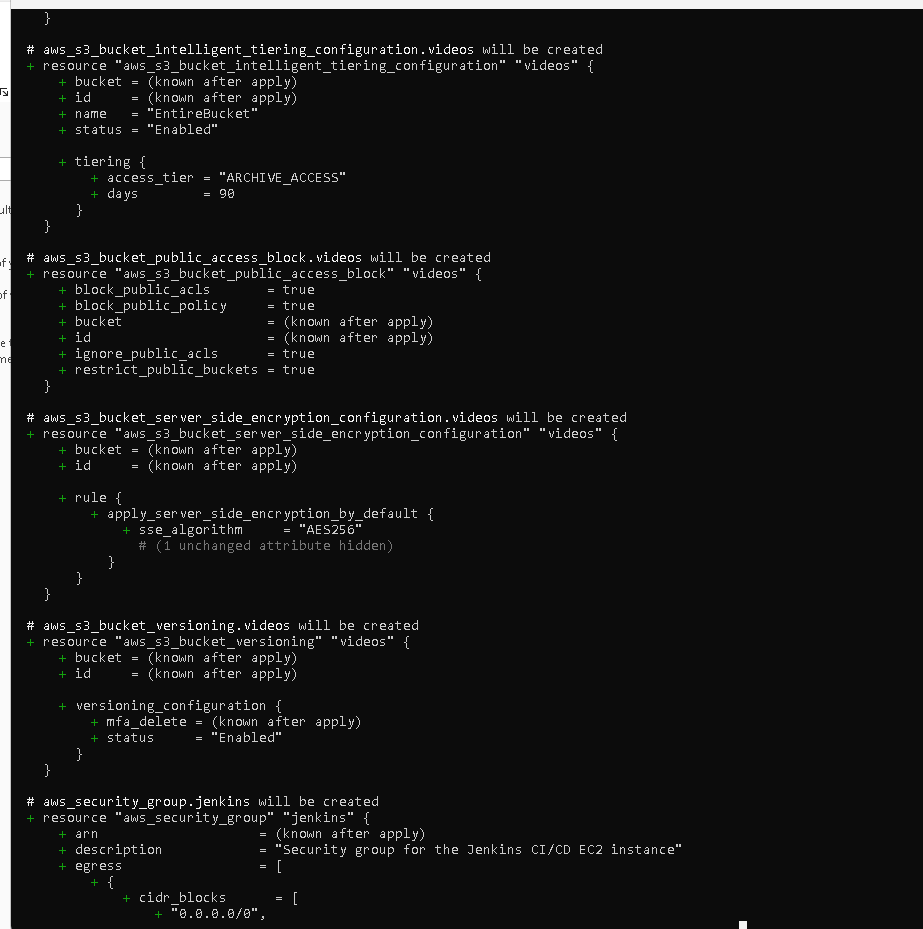 }

  # aws_s3_bucket_intelligent_tiering_configuration.videos will be created
  + resource "aws_s3_bucket_intelligent_tiering_configuration" "videos" {
      + bucket = (known after apply)
      + id     = (known after apply)
      + name   = "EntireBucket"
      + status = "Enabled"

      + tiering {
          + access_tier = "ARCHIVE_ACCESS"
          + days        = 90
        }
    }

  # aws_s3_bucket_public_access_block.videos will be created
  + resource "aws_s3_bucket_public_access_block" "videos" {
      + block_public_acls       = true
      + block_public_policy     = true
      + bucket                  = (known after apply)
      + id                      = (known after apply)
      + ignore_public_acls      = true
      + restrict_public_buckets = true
    }

  # aws_s3_bucket_server_side_encryption_configuration.videos will be created
  + resource "aws_s3_bucket_server_side_encryption_configuration" "videos" {
      + bucket = (known after apply)
      + id     = (known after apply)

      + rule {
          + apply_server_side_encryption_by_default {
              + sse_algorithm     = "AES256"
                # (1 unchanged attribute hidden)
            }
        }
    }

  # aws_s3_bucket_versioning.videos will be created
  + resource "aws_s3_bucket_versioning" "videos" {
      + bucket = (known after apply)
      + id     = (known after apply)

      + versioning_configuration {
          + mfa_delete = (known after apply)
          + status     = "Enabled"
        }
    }

  # aws_security_group.jenkins will be created
  + resource "aws_security_group" "jenkins" {
      + arn                    = (known after apply)
      + description            = "Security group for the Jenkins CI/CD EC2 instance"
      + egress                 = [
          + {
              + cidr_blocks      = [
                  + "0.0.0.0/0",